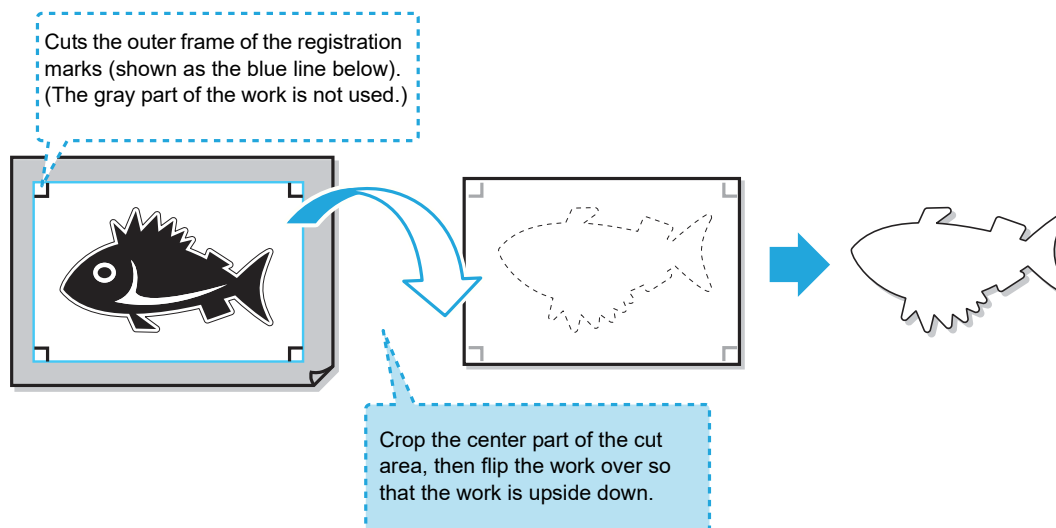 Cuts the outer frame of the registration
marks (shown as the blue line below).
(The gray part of the work is not used.)
Crop the center part of the cut
area, then flip the work over so
that the work is upside down.